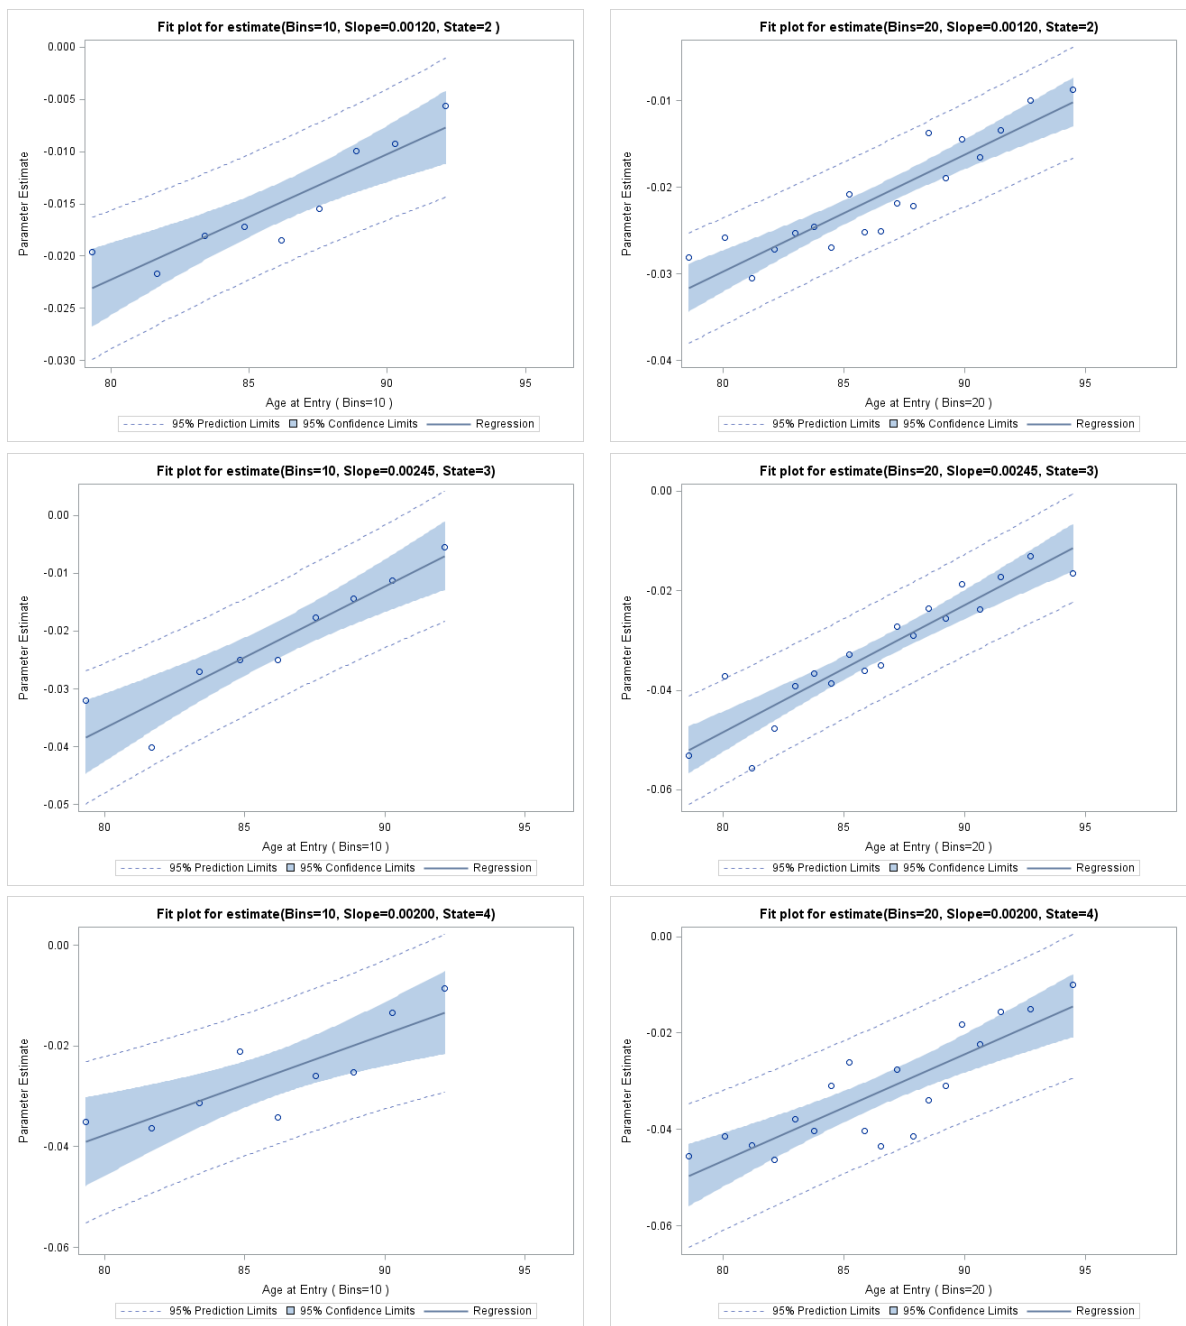 Fit plot for estimate(Bins=10, Slope=0.00120, State=2 )
0.000
-0.005
-0.010
-0.015
-0.020
-0.025
-0.030
Parameter Estimate
80 85 90 95
Age at Entry ( Bins=10 )
95% Prediction Limits 95% Confidence Limits Regression
Fit plot for estimate(Bins=20, Slope=0.00120, State=2)
-0.01
-0.02
-0.03
-0.04
Parameter Estimate
80 85 90 95
Age at Entry ( Bins=20 )
95% Prediction Limits 95% Confidence Limits Regression
Fit plot for estimate(Bins=10, Slope=0.00245, State=3)
0.00
-0.01
-0.02
-0.03
-0.04
-0.05
Parameter Estimate
80 85 90 95
Age at Entry ( Bins=10 )
95% Prediction Limits 95% Confidence Limits Regression
Fit plot for estimate(Bins=20, Slope=0.00245, State=3)
0.00
-0.02
-0.04
-0.06
Parameter Estimate
80 85 90 95
Age at Entry ( Bins=20 )
95% Prediction Limits 95% Confidence Limits Regression
Fit plot for estimate(Bins=10, Slope=0.00200, State=4)
0.00
-0.02
-0.04
-0.06
Parameter Estimate
80 85 90 95
Age at Entry ( Bins=10 )
95% Prediction Limits 95% Confidence Limits Regression
Fit plot for estimate(Bins=20, Slope=0.00200, State=4)
0.00
-0.02
-0.04
-0.06
Parameter Estimate
80 85 90 95
Age at Entry ( Bins=20 )
95% Prediction Limits 95% Confidence Limits Regression